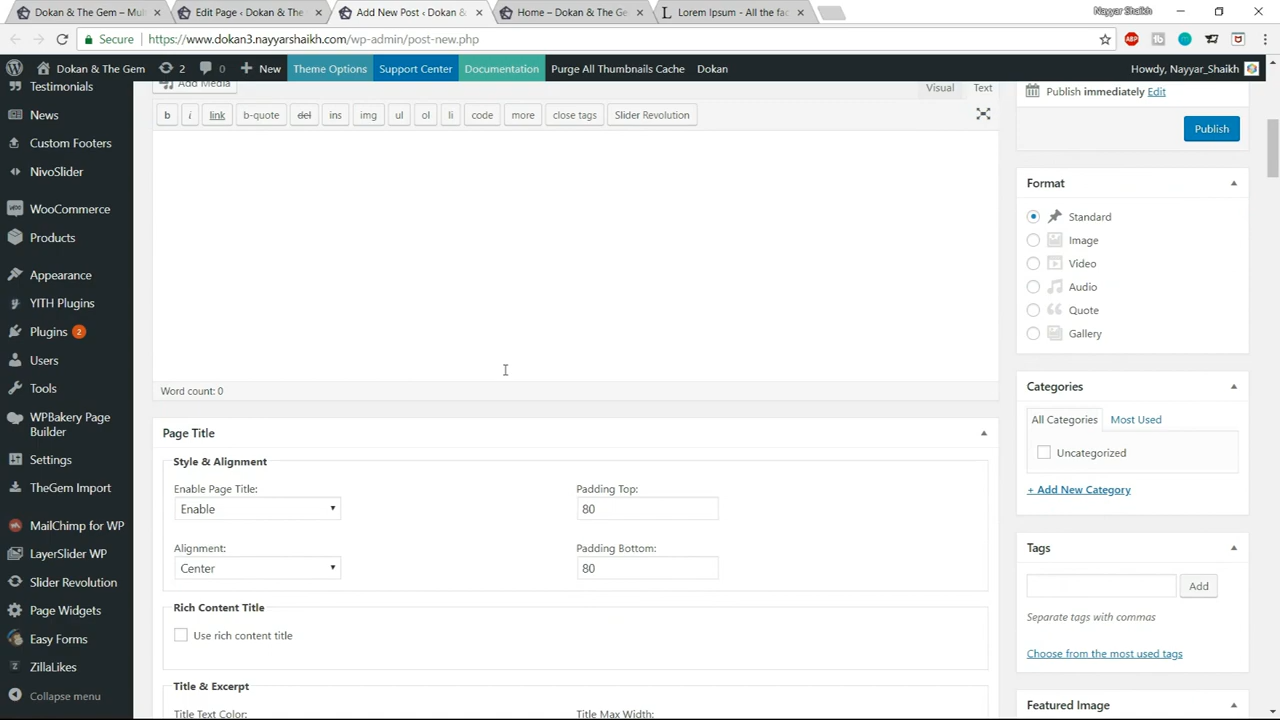 Dokan & The Gem – Mul
Edit Page ‹ Dokan & The
Add New Post ‹ Dokan &
Home – Dokan & The Ge
Lorem Ipsum - All the fac
Nayyar Shaikh
Secure
https://www.dokan3.nayyarshaikh.com/wp-admin/post-new.php
Dokan & The Gem
2
0
New
Theme Options
Support Center
Documentation
Purge All Thumbnails Cache
Dokan
Howdy, Nayyar_Shaikh
Testimonials
News
Custom Footers
NivoSlider
WooCommerce
Products
Appearance
YITH Plugins
Plugins 2
Users
Tools
WPBakery Page
Builder
Settings
TheGem Import
MailChimp for WP
LayerSlider WP
Slider Revolution
Page Widgets
Easy Forms
ZillaLikes
Collapse menu
Add Media
Visual
Text
b
i
link
b-quote
del
ins
img
ul
ol
li
code
more
close tags
Slider Revolution
Word count: 0
Page Title
Style & Alignment
Enable Page Title:
Padding Top:
Enable
80
Alignment:
Padding Bottom:
Center
80
Rich Content Title
Use rich content title
Title & Excerpt
Title Text Color:
Title Max Width:
Publish immediately Edit
Publish
Format
Standard
Image
Video
Audio
Quote
Gallery
Categories
All Categories
Most Used
Uncategorized
+ Add New Category
Tags
Add
Separate tags with commas
Choose from the most used tags
Featured Image